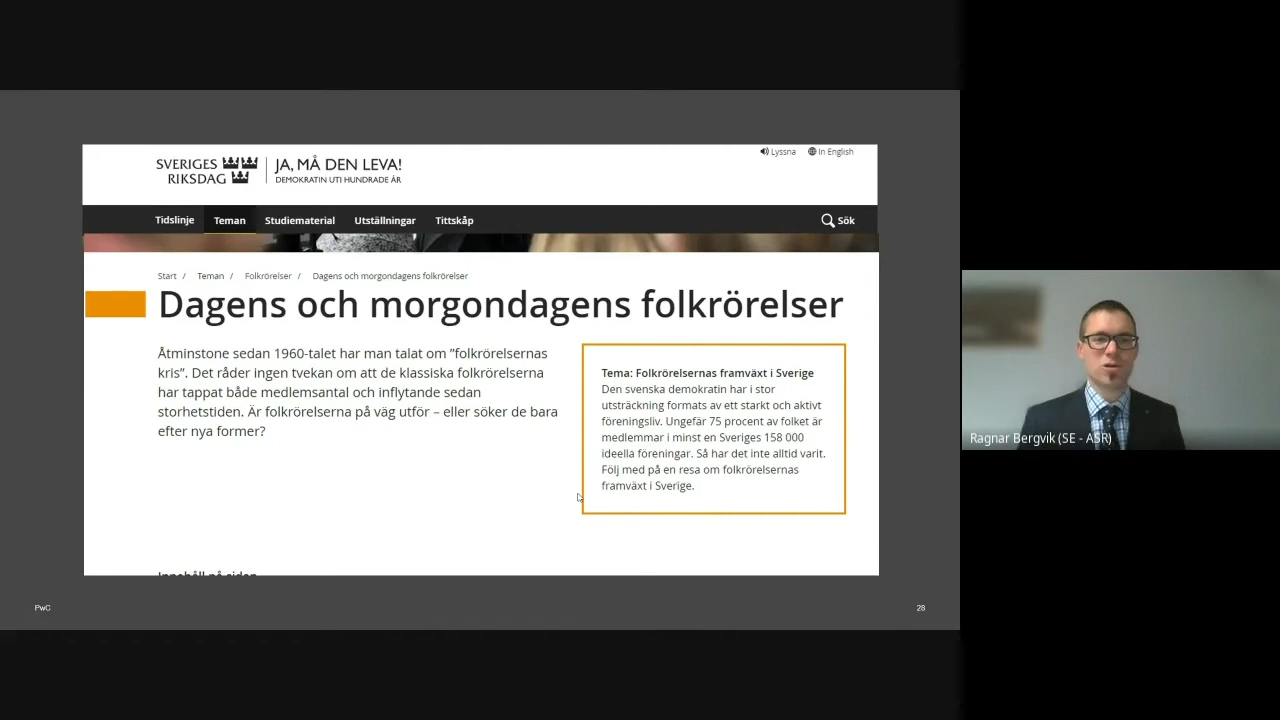 SVERIGES
RIKSDAG
JA, MÅ DEN LEVA!
DEMOKRATIN UTI HUNDRADE ÅR
Lyssna
In English
Tidslinje Teman Studiematerial Utställningar Tittskåp Sök
Start / Teman / Folkrörelser / Dagens och morgondagens folkrörelser
Dagens och morgondagens folkrörelser
Åtminstone sedan 1960-talet har man talat om ”folkrörelsernas
kris”. Det råder ingen tvekan om att de klassiska folkrörelserna
har tappat både medlemsantal och inflytande sedan
storhetstiden. Är folkrörelserna på väg utför – eller söker de bara
efter nya former?
Tema: Folkrörelsernas framväxt i Sverige
Den svenska demokratin har i stor
utsträckning formats av ett starkt och aktivt
föreningsliv. Ungefär 75 procent av folket är
medlemmar i minst en Sveriges 158 000
ideella föreningar. Så har det inte alltid varit.
Följ med på en resa om folkrörelsernas
framväxt i Sverige.
Innehåll på sidan
PwC
28
Ragnar Bergvik (SE - ASR)